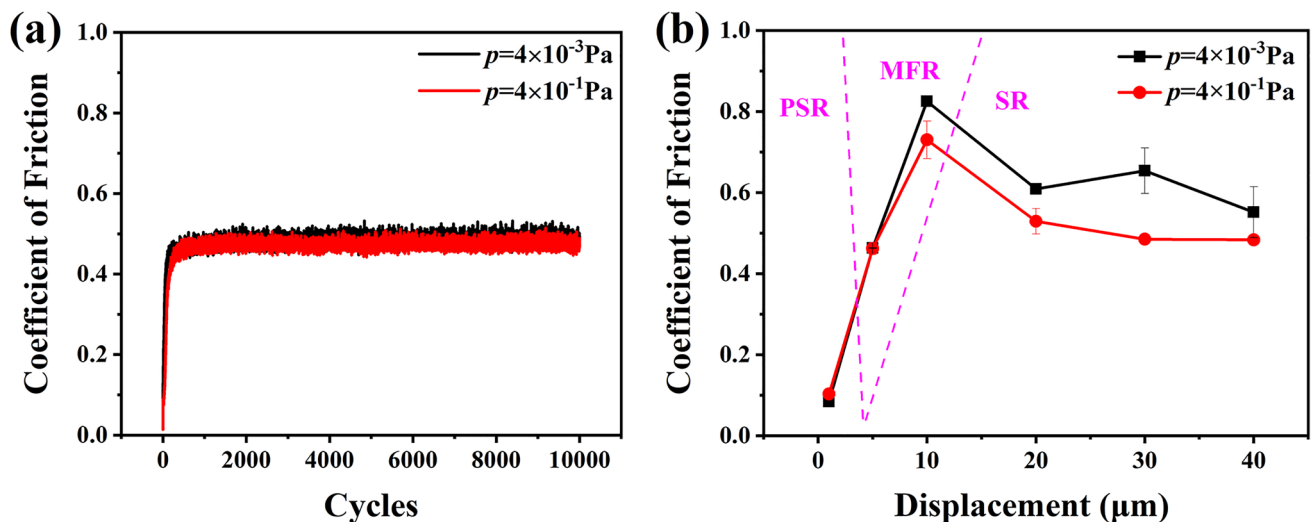 (a)
1.0
0.8
0.6
0.4
0.2
0.0
Coefficient of Friction
p=4×10⁻³Pa
p=4×10⁻¹Pa
0 2000 4000 6000 8000 10000
Cycles
(b)
1.0
0.8
0.6
0.4
0.2
0.0
Coefficient of Friction
PSR
MFR
SR
p=4×10⁻³Pa
p=4×10⁻¹Pa
0 10 20 30 40
Displacement (μm)